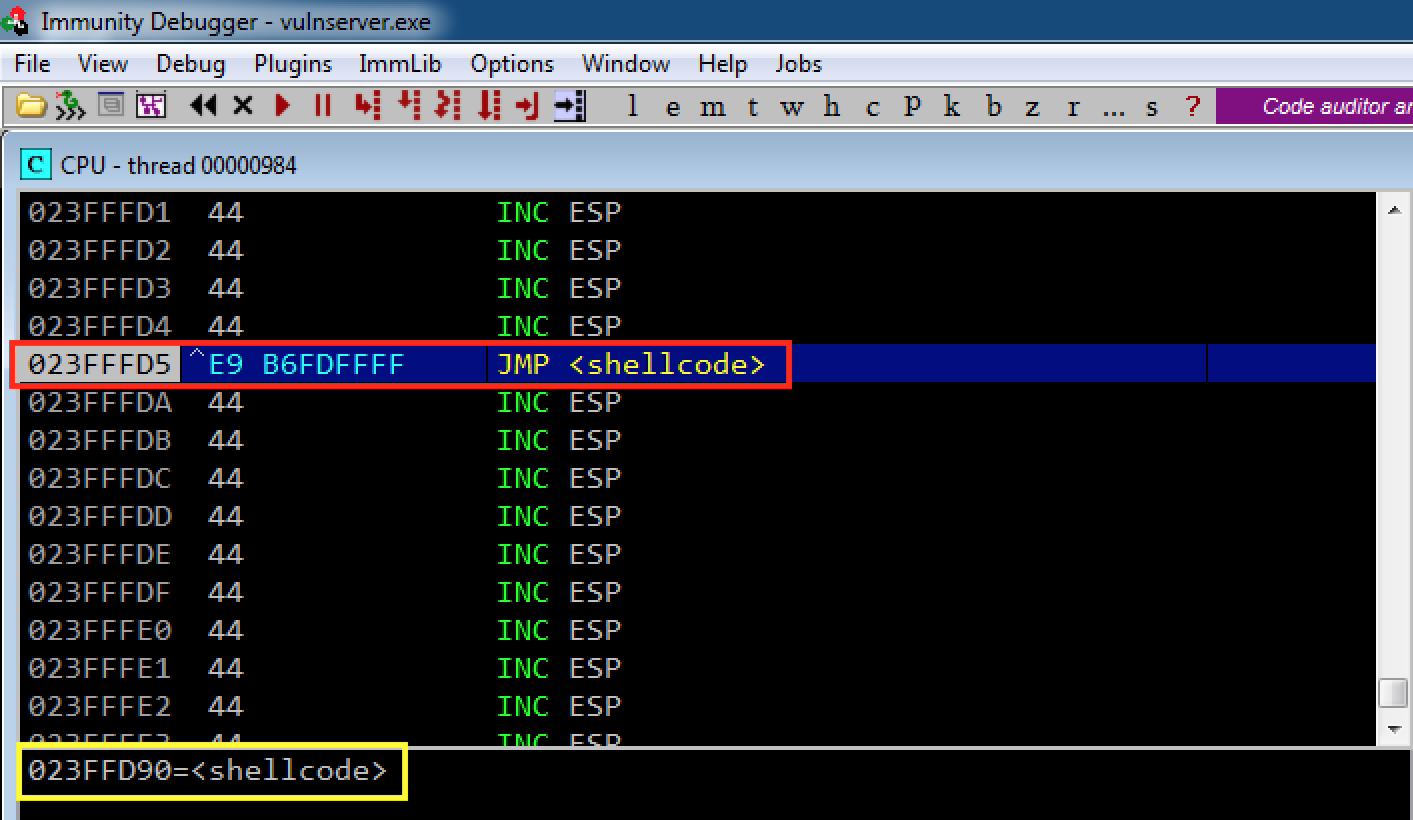 Immunity Debugger - vulnserver.exe
File View Debug Plugins ImmLib Options Window Help Jobs
l e m t w h c P k b z r ... s ? Code auditor
C CPU - thread 00000984
023FFFD1 44 INC ESP
023FFFD2 44 INC ESP
023FFFD3 44 INC ESP
023FFFD4 44 INC ESP
023FFFD5 ^E9 B6FDFFFF JMP <shellcode>
023FFFDA 44 INC ESP
023FFFDB 44 INC ESP
023FFFDC 44 INC ESP
023FFFDD 44 INC ESP
023FFFDE 44 INC ESP
023FFFDF 44 INC ESP
023FFFE0 44 INC ESP
023FFFE1 44 INC ESP
023FFFE2 44 INC ESP
023FFFE3 44 INC ESP
023FFD90=<shellcode>